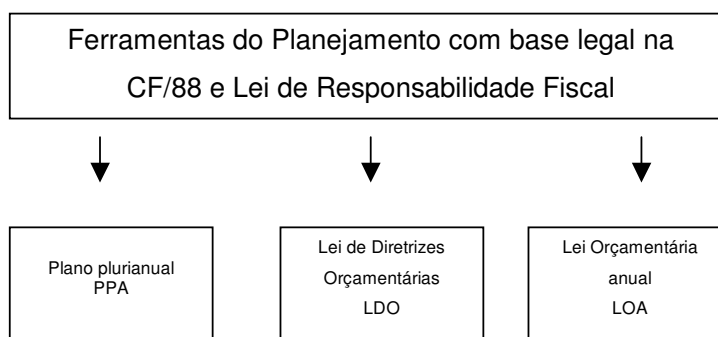 Ferramentas do Planejamento com base legal na
CF/88 e Lei de Responsabilidade Fiscal
Plano plurianual
PPA
Lei de Diretrizes
Orçamentárias
LDO
Lei Orçamentária
anual
LOA